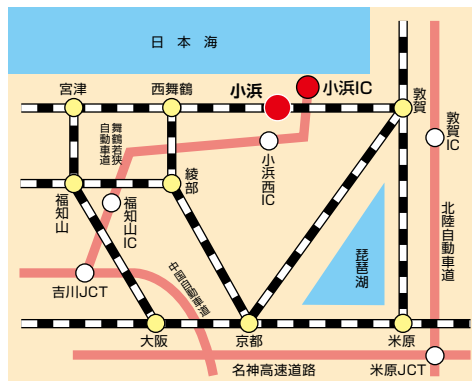 日本海
宮津
西舞鶴
小浜
小浜IC
敦賀
敦賀IC
舞鶴若狭
自動車道
小浜西IC
綾部
福知山
福知山IC
北陸自動車道
琵琶湖
中国自動車道
吉川JCT
大阪
京都
米原
名神高速道路
米原JCT